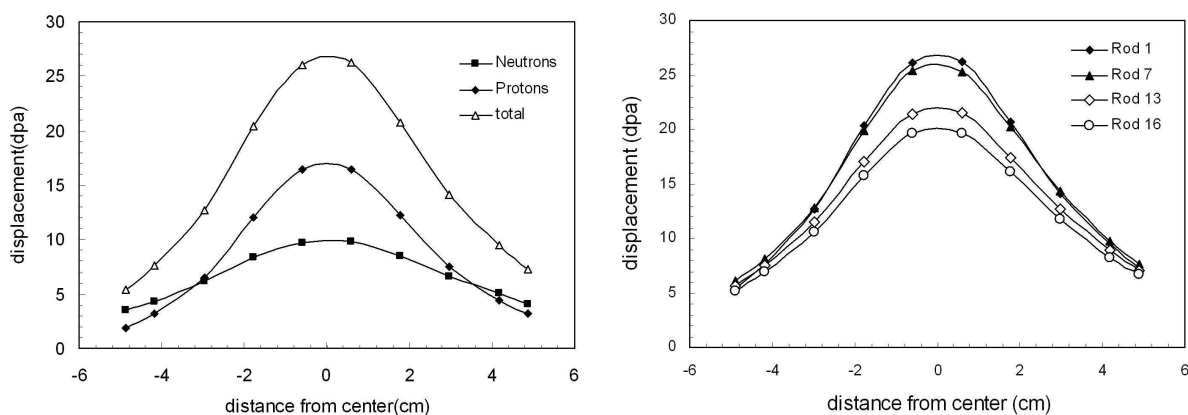 displacement(dpa)
30
25
20
15
10
5
0
-6
-4
-2
0
2
4
6
distance from center(cm)
Neutrons
Protons
total
displacement (dpa)
30
25
20
15
10
5
0
-6
-4
-2
0
2
4
6
distance from center (cm)
Rod 1
Rod 7
Rod 13
Rod 16